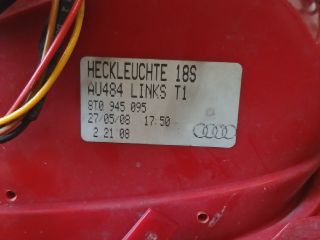 HECKLEUCHTE 18S
AU484 LINKS T1
8T0 945 095
27/05/08 17:50
2 21 08